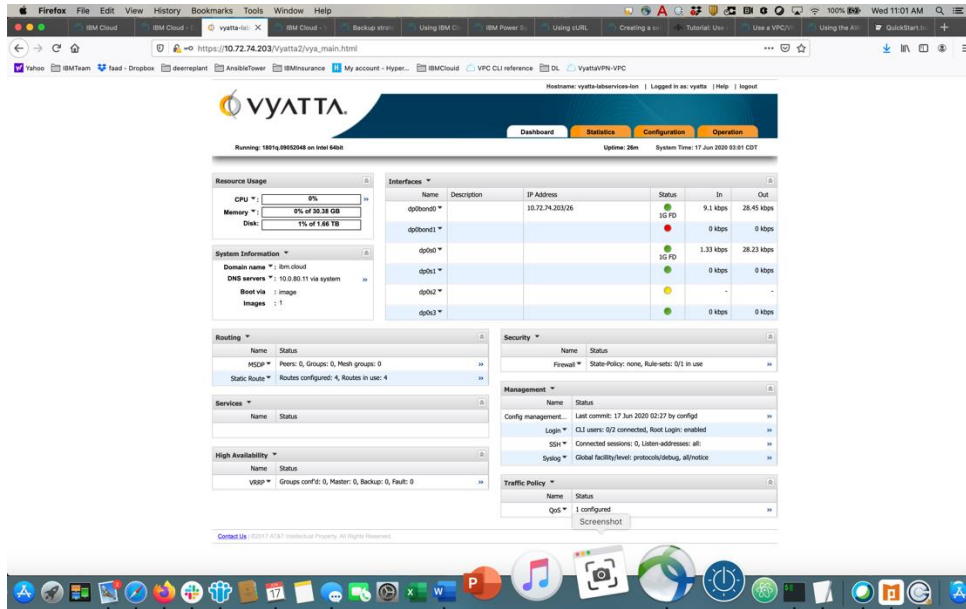 Firefox File Edit View History Bookmarks Tools Window Help 100% Wed 11:01 AM
IBM Cloud IBM Cloud vyatta-lab IBM Cloud Backup strate Using IBM Clo IBM Power Sy Using cURL Creating a Tutorial: Use Use a VPC/VP Using the QuickStart.
https://10.72.74.203/Vyatta2/vya_main.html
Yahoo IBMTeam faad - Dropbox deerreplant AnsibleTower IBMInsurance My account - Hyper... IBMClouid VPC CLI reference DL VyattaVPN-VPC
Hostname: vyatta-labservices-lon | Logged in as: vyatta | Help | logout
VYATTA.
Dashboard Statistics Configuration Operation
Running: 1801q.09052048 on Intel 64bit Uptime: 26m System Time: 17 Jun 2020 03:01 CDT
Resource Usage
CPU : 0%
Memory : 0% of 30.38 GB
Disk: 1% of 1.66 TB
System Information
Domain name : ibm.cloud
DNS servers : 10.0.80.11 via system
Boot via : image
Images : 1
Interfaces
Name Description IP Address Status In Out
dp0bond0 10.72.74.203/26 1G FD 9.1 kbps 28.45 kbps
dp0bond1 0 kbps 0 kbps
dp0s0 1G FD 1.33 kbps 28.23 kbps
dp0s1 0 kbps 0 kbps
dp0s2 - -
dp0s3 0 kbps 0 kbps
Routing
Name Status
MSDP Peers: 0, Groups: 0, Mesh groups: 0
Static Route Routes configured: 4, Routes in use: 4
Services
Name Status
High Availability
Name Status
VRRP Groups conf'd: 0, Master: 0, Backup: 0, Fault: 0
Security
Name Status
Firewall State-Policy: none, Rule-sets: 0/1 in use
Management
Name Status
Config management... Last commit: 17 Jun 2020 02:27 by configd
Login CLI users: 0/2 connected, Root Login: enabled
SSH Connected sessions: 0, Listen-addresses: all:
Syslog Global facility/level: protocols/debug, all/notice
Traffic Policy
Name Status
QoS 1 configured
Screenshot
Contact Us | ©2017 AT&T Intellectual Property. All Rights Reserved.
17